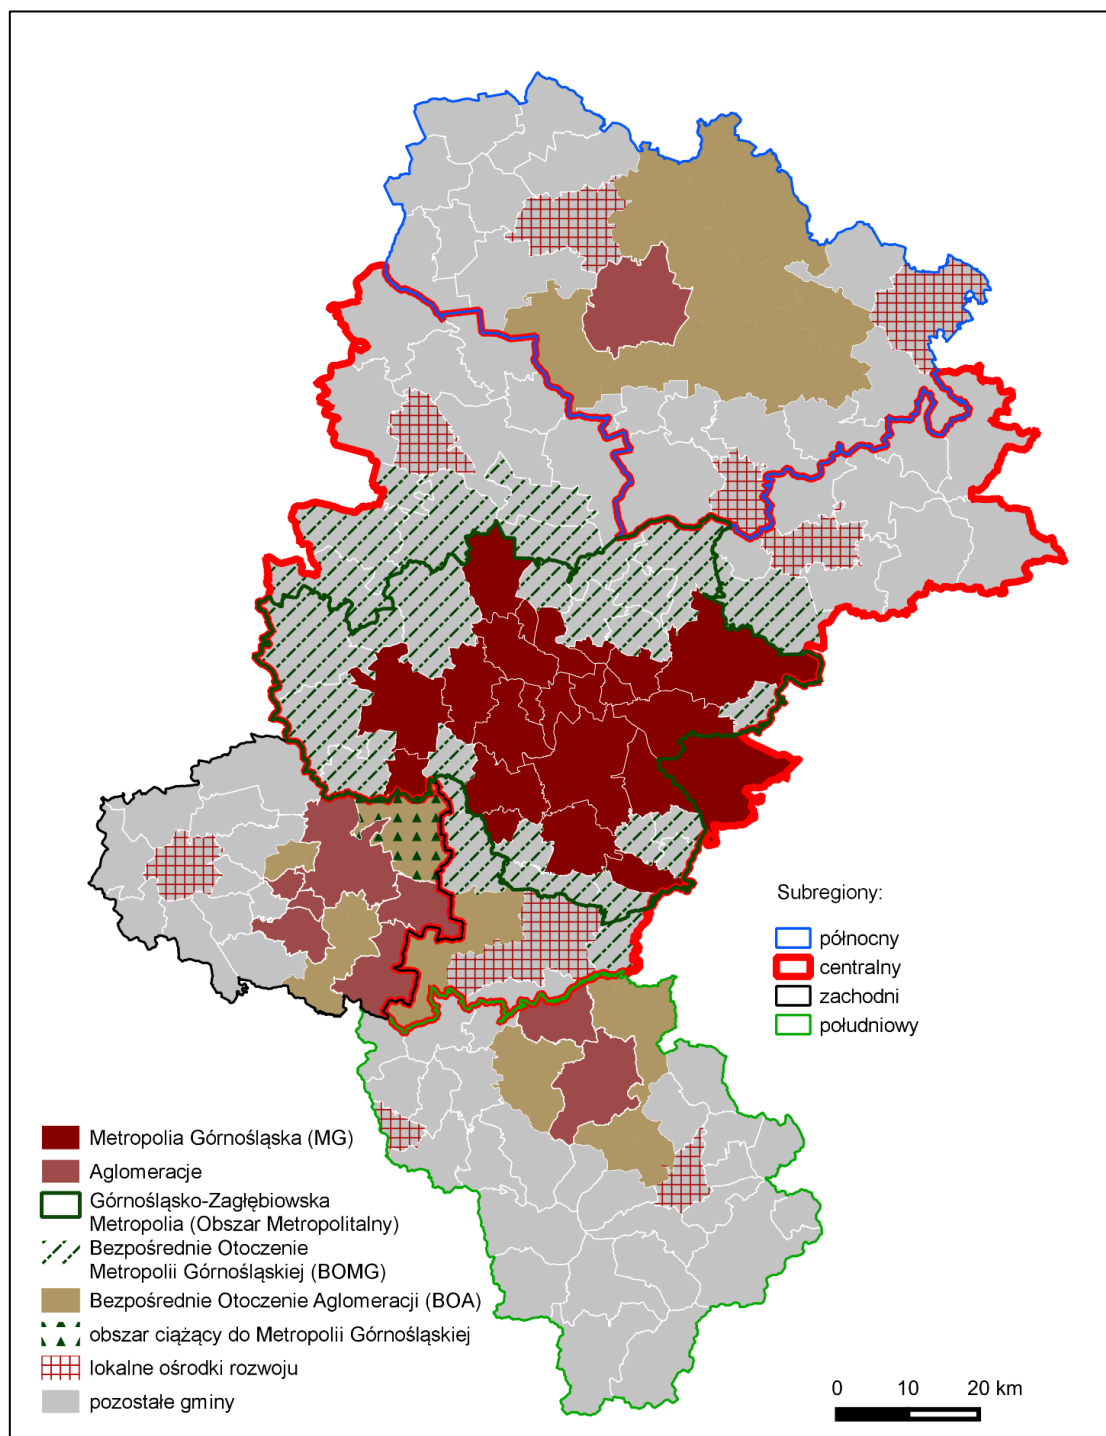 Subregiony:
północny
centralny
zachodni
południowy
Metropolia Górnośląska (MG)
Aglomeracje
Górnośląsko-Zagłębiowska
Metropolia (Obszar Metropolitalny)
Bezpośrednie Otoczenie
Metropolii Górnośląskiej (BOMG)
Bezpośrednie Otoczenie Aglomeracji (BOA)
obszar ciążący do Metropolii Górnośląskiej
lokalne ośrodki rozwoju
pozostałe gminy
0 10 20 km